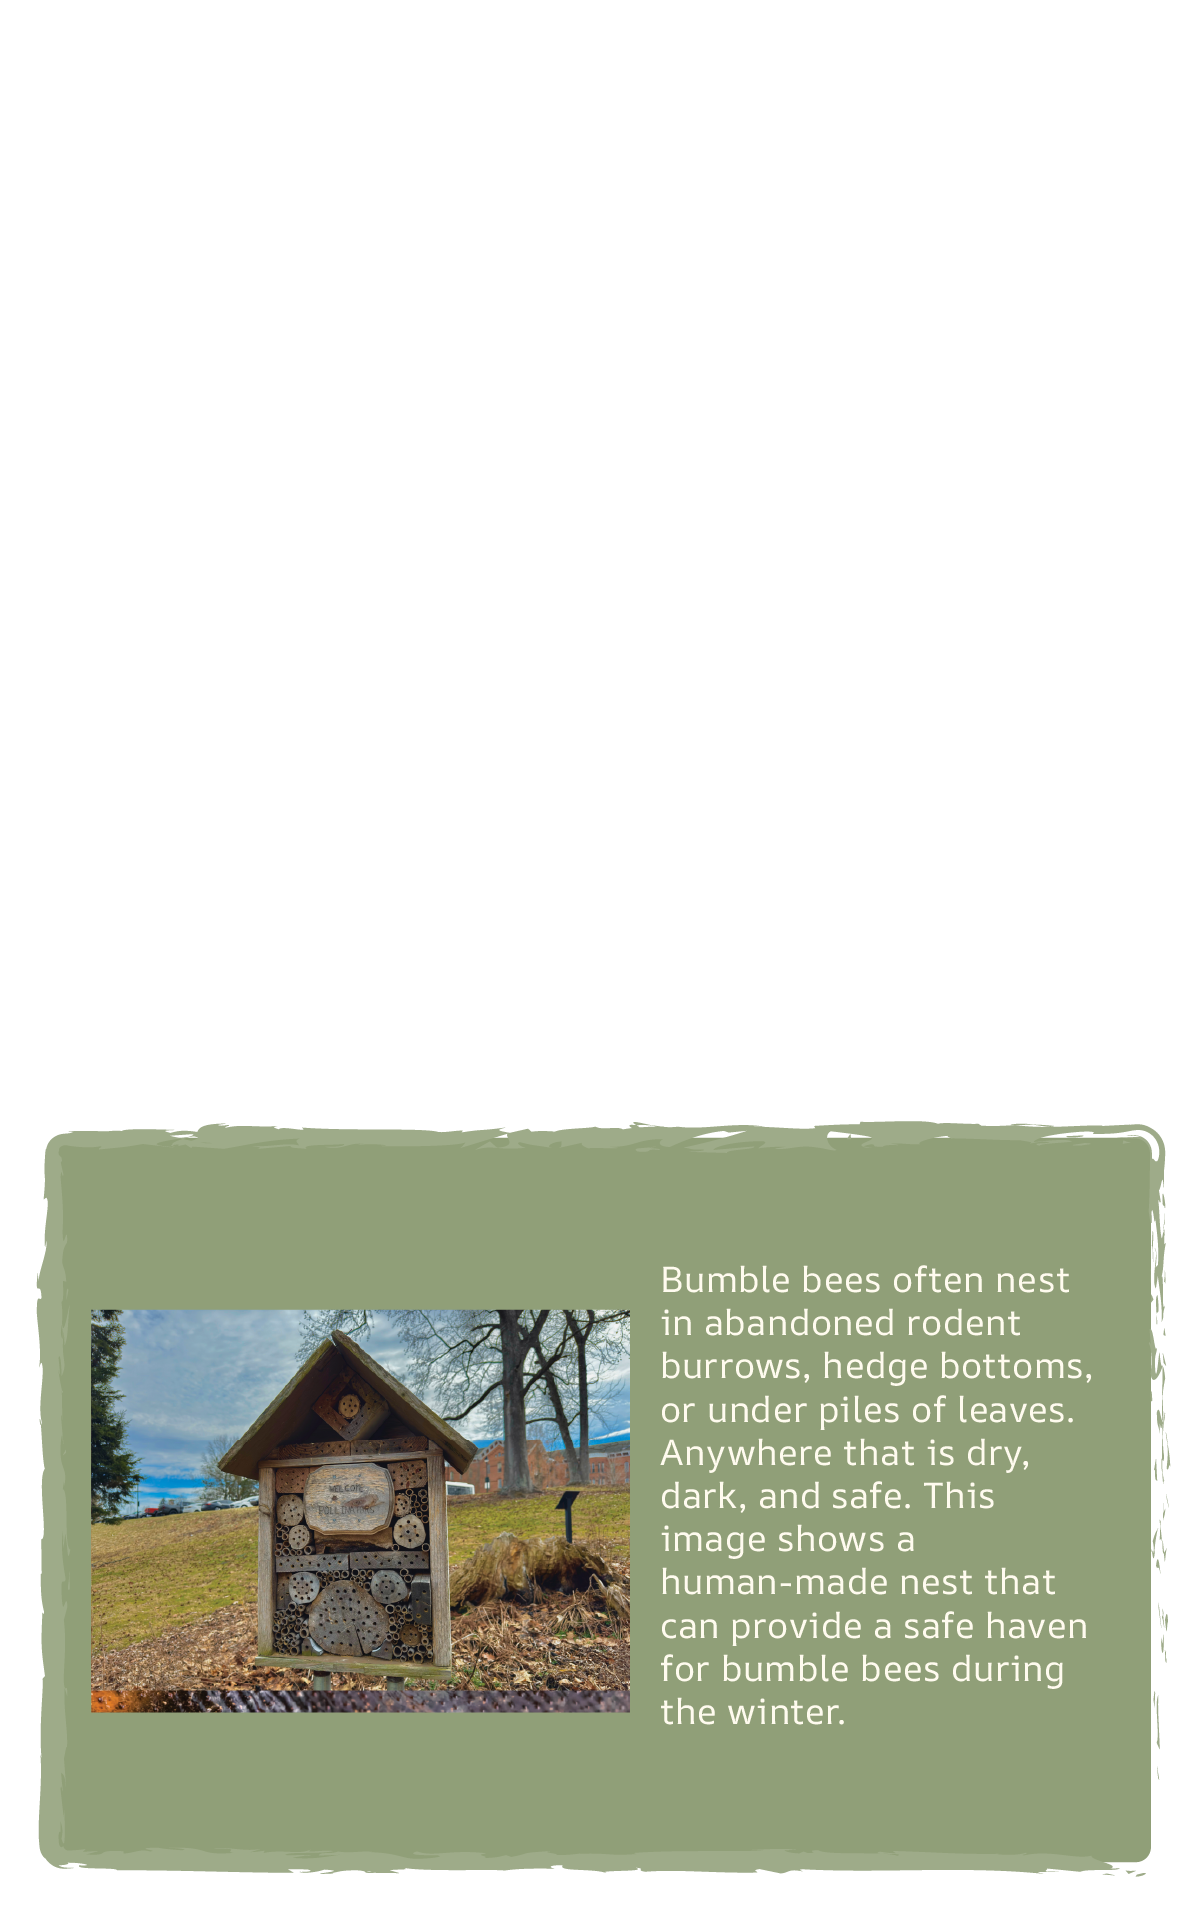 WELCOME
POLLINATORS
Bumble bees often nest
in abandoned rodent
burrows, hedge bottoms,
or under piles of leaves.
Anywhere that is dry,
dark, and safe. This
image shows a
human-made nest that
can provide a safe haven
for bumble bees during
the winter.